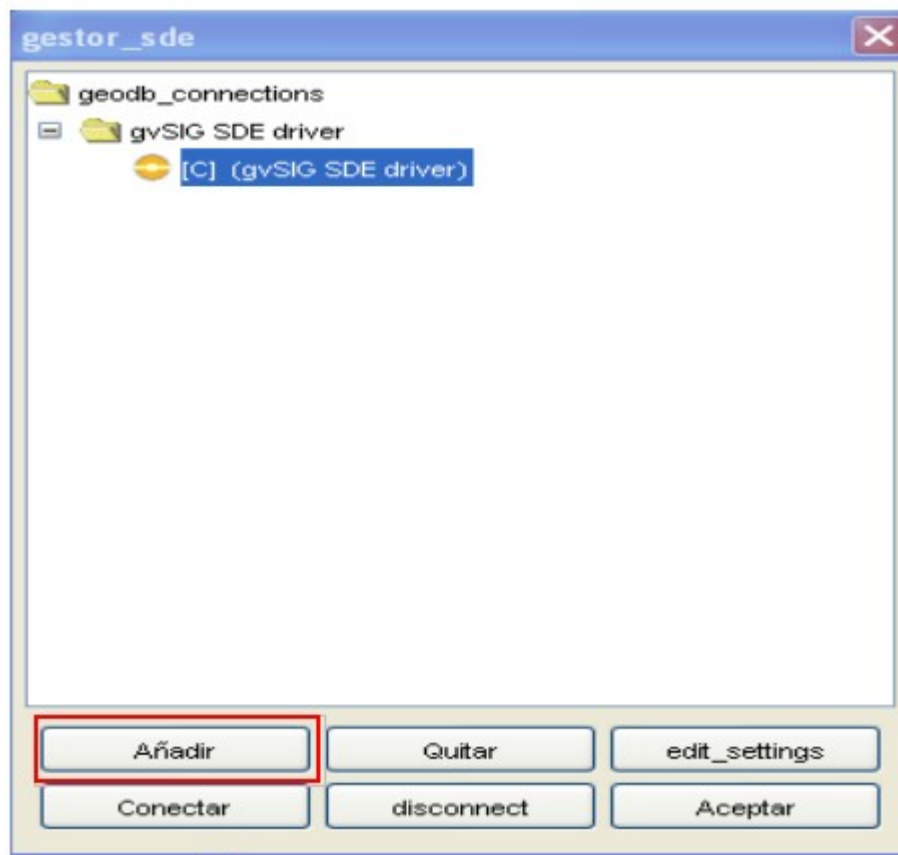 gestor_sde
geodb_connections
gvSIG SDE driver
[C] (gvSIG SDE driver)
Añadir
Quitar
edit_settings
Conectar
disconnect
Aceptar